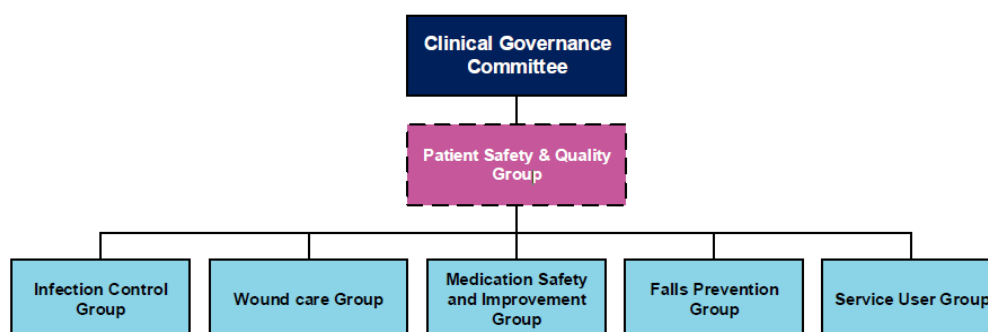 Clinical Governance
Committee
Patient Safety & Quality
Group
Infection Control
Group
Wound care Group
Medication Safety
and Improvement
Group
Falls Prevention
Group
Service User Group